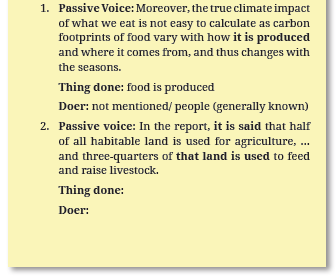 1. Passive Voice: Moreover, the true climate impact
of what we eat is not easy to calculate as carbon
footprints of food vary with how it is produced
and where it comes from, and thus changes with
the seasons.
Thing done: food is produced
Doer: not mentioned/ people (generally known)
2. Passive voice: In the report, it is said that half
of all habitable land is used for agriculture, ...
and three-quarters of that land is used to feed
and raise livestock.
Thing done:
Doer: